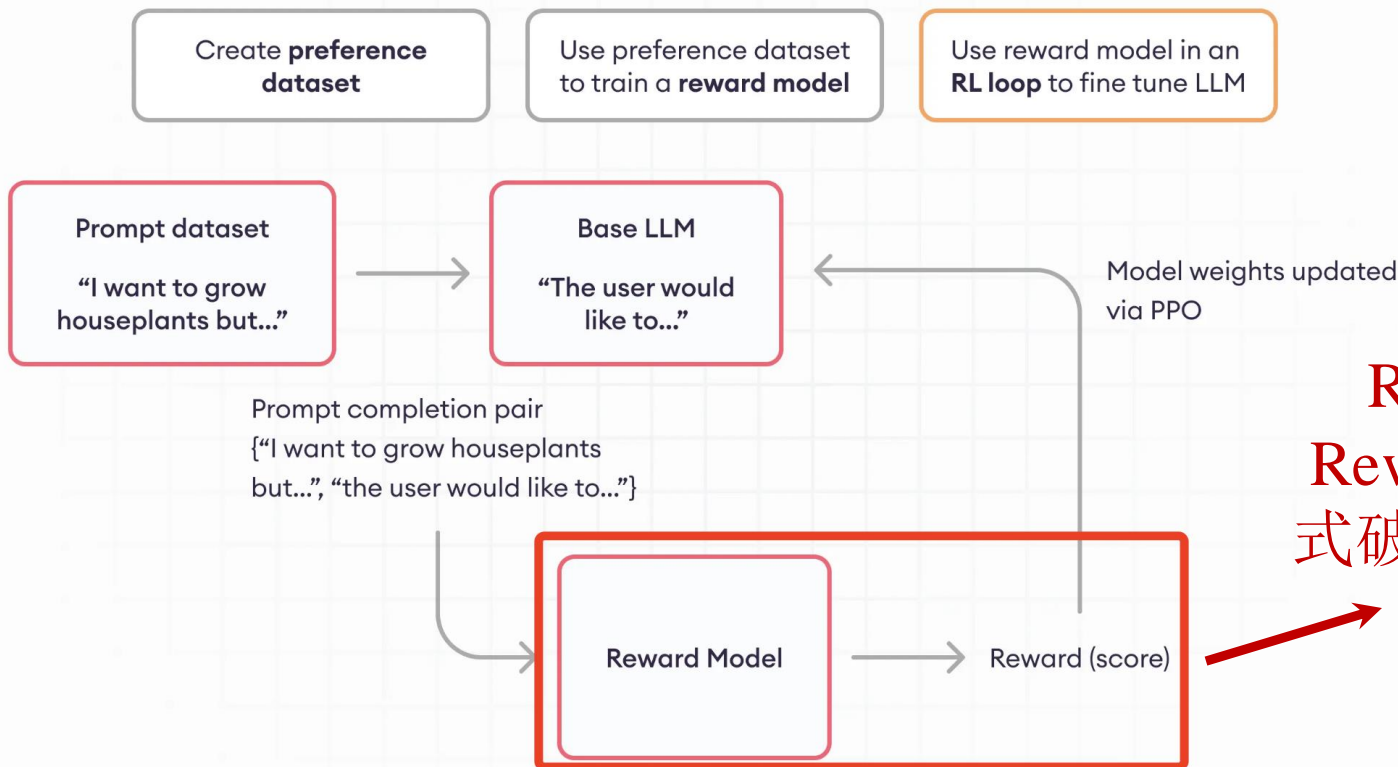 Create preference
dataset
Use preference dataset
to train a reward model
Use reward model in an
RL loop to fine tune LLM
Prompt dataset
“I want to grow
houseplants but...”
Base LLM
“The user would
like to...”
Model weights updated
via PPO
Prompt completion pair
{“I want to grow houseplants
but...”, “the user would like to...”}
Reward Model
Reward (score)
式破